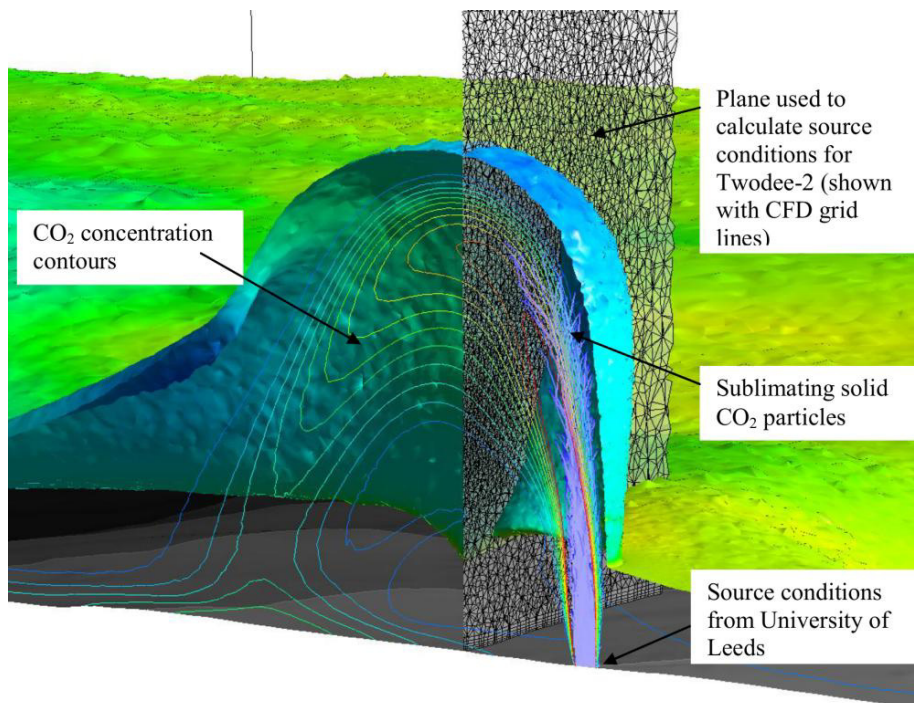 Plane used to
calculate source
conditions for
Twodee-2 (shown
with CFD grid
lines)
CO₂ concentration
contours
Sublimating solid
CO₂ particles
Source conditions
from University of
Leeds